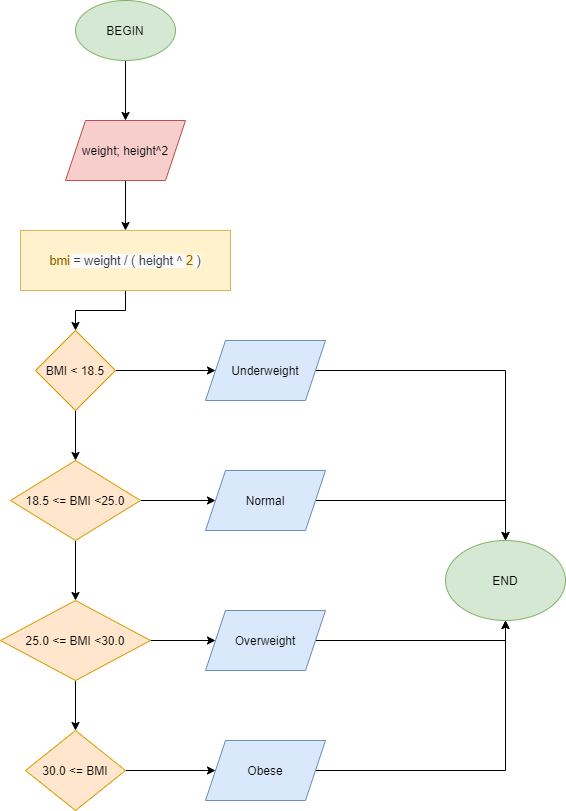 BEGIN
weight; height^2
bmi = weight / ( height ^ 2 )
BMI < 18.5
Underweight
18.5 <= BMI <25.0
Normal
END
25.0 <= BMI <30.0
Overweight
30.0 <= BMI
Obese